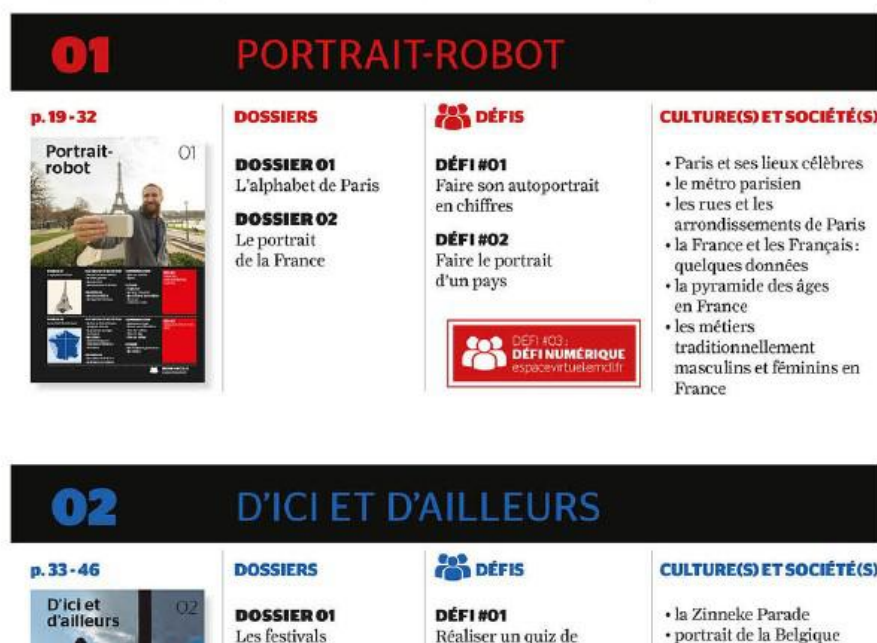 01 PORTRAIT-ROBOT
p. 19 - 32
Portrait-
robot
01
DOSSIERS
DOSSIER 01
L'alphabet de Paris
DOSSIER 02
Le portrait
de la France
DÉFIS
DÉFI #01
Faire son autoportrait
en chiffres
DÉFI #02
Faire le portrait
d'un pays
DÉFI #03 :
DÉFI NUMÉRIQUE
espacevirtuelemdl.fr
CULTURE(S) ET SOCIÉTÉ(S)
• Paris et ses lieux célèbres
• le métro parisien
• les rues et les
arrondissements de Paris
• la France et les Français :
quelques données
• la pyramide des âges
en France
• les métiers
traditionnellement
masculins et féminins en
France
02 D'ICI ET D'AILLEURS
p. 33 - 46
D'ici et
d'ailleurs
02
DOSSIERS
DOSSIER 01
Les festivals
DÉFIS
DÉFI #01
Réaliser un quiz de
CULTURE(S) ET SOCIÉTÉ(S)
• la Zinneke Parade
• portrait de la Belgique